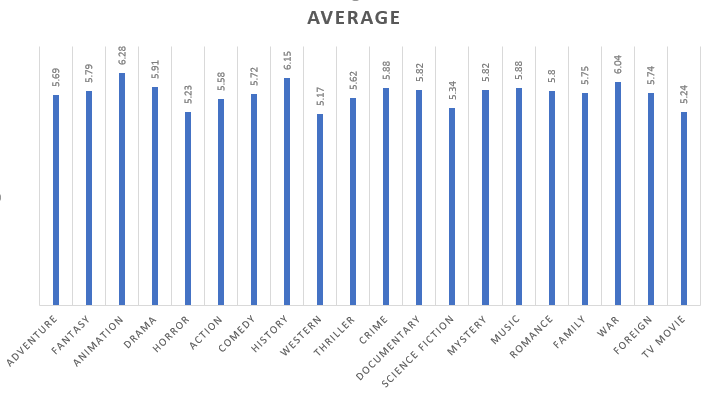 AVERAGE
5.69
5.79
6.28
5.91
5.23
5.58
5.72
6.15
5.17
5.62
5.88
5.82
5.34
5.82
5.88
5.8
5.75
6.04
5.74
5.24
ADVENTURE
FANTASY
ANIMATION
DRAMA
HORROR
ACTION
COMEDY
HISTORY
WESTERN
THRILLER
CRIME
DOCUMENTARY
SCIENCE FICTION
MYSTERY
MUSIC
ROMANCE
FAMILY
WAR
FOREIGN
TV MOVIE